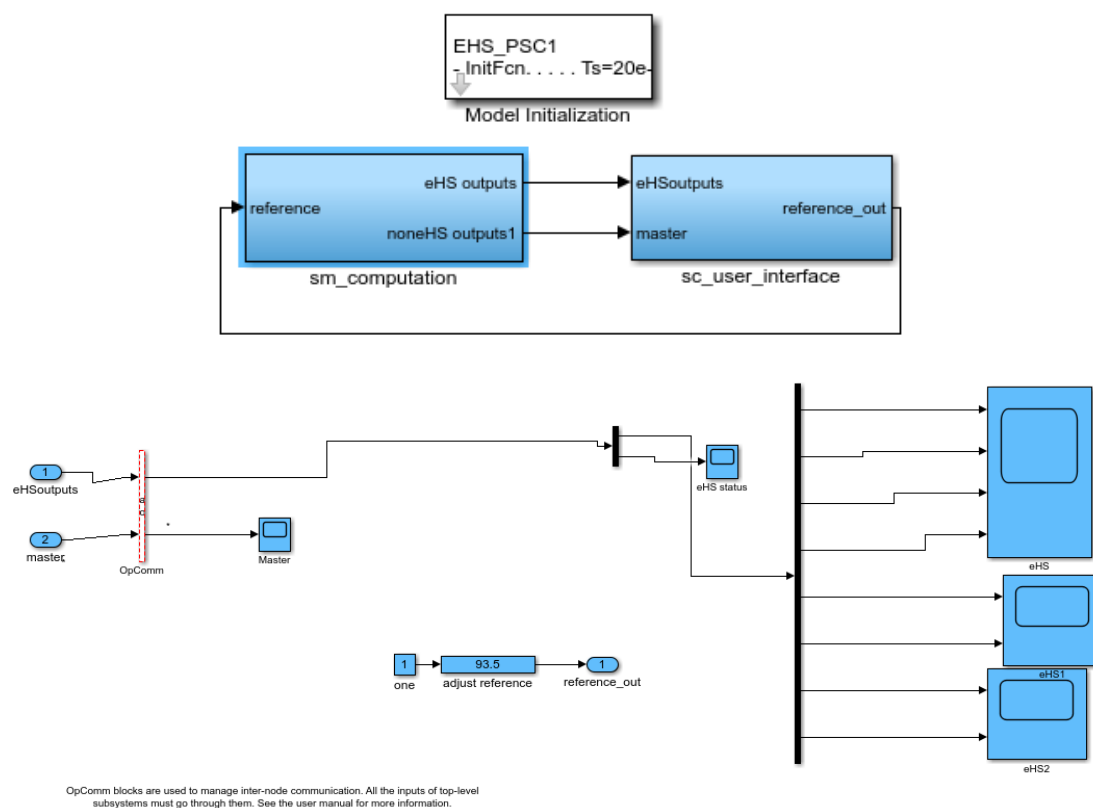 EHS_PSC1
- InitFcn. . . . . Ts=20e-
Model Initialization
reference
eHS outputs
noneHS outputs1
sm_computation
eHSoutputs
master
reference_out
sc_user_interface
1
eHSoutputs
2
master
OpComm
Master
eHS status
eHS
eHS1
eHS2
1
one
93.5
adjust reference
1
reference_out
OpComm blocks are used to manage inter-node communication. All the inputs of top-level
subsystems must go through them. See the user manual for more information.